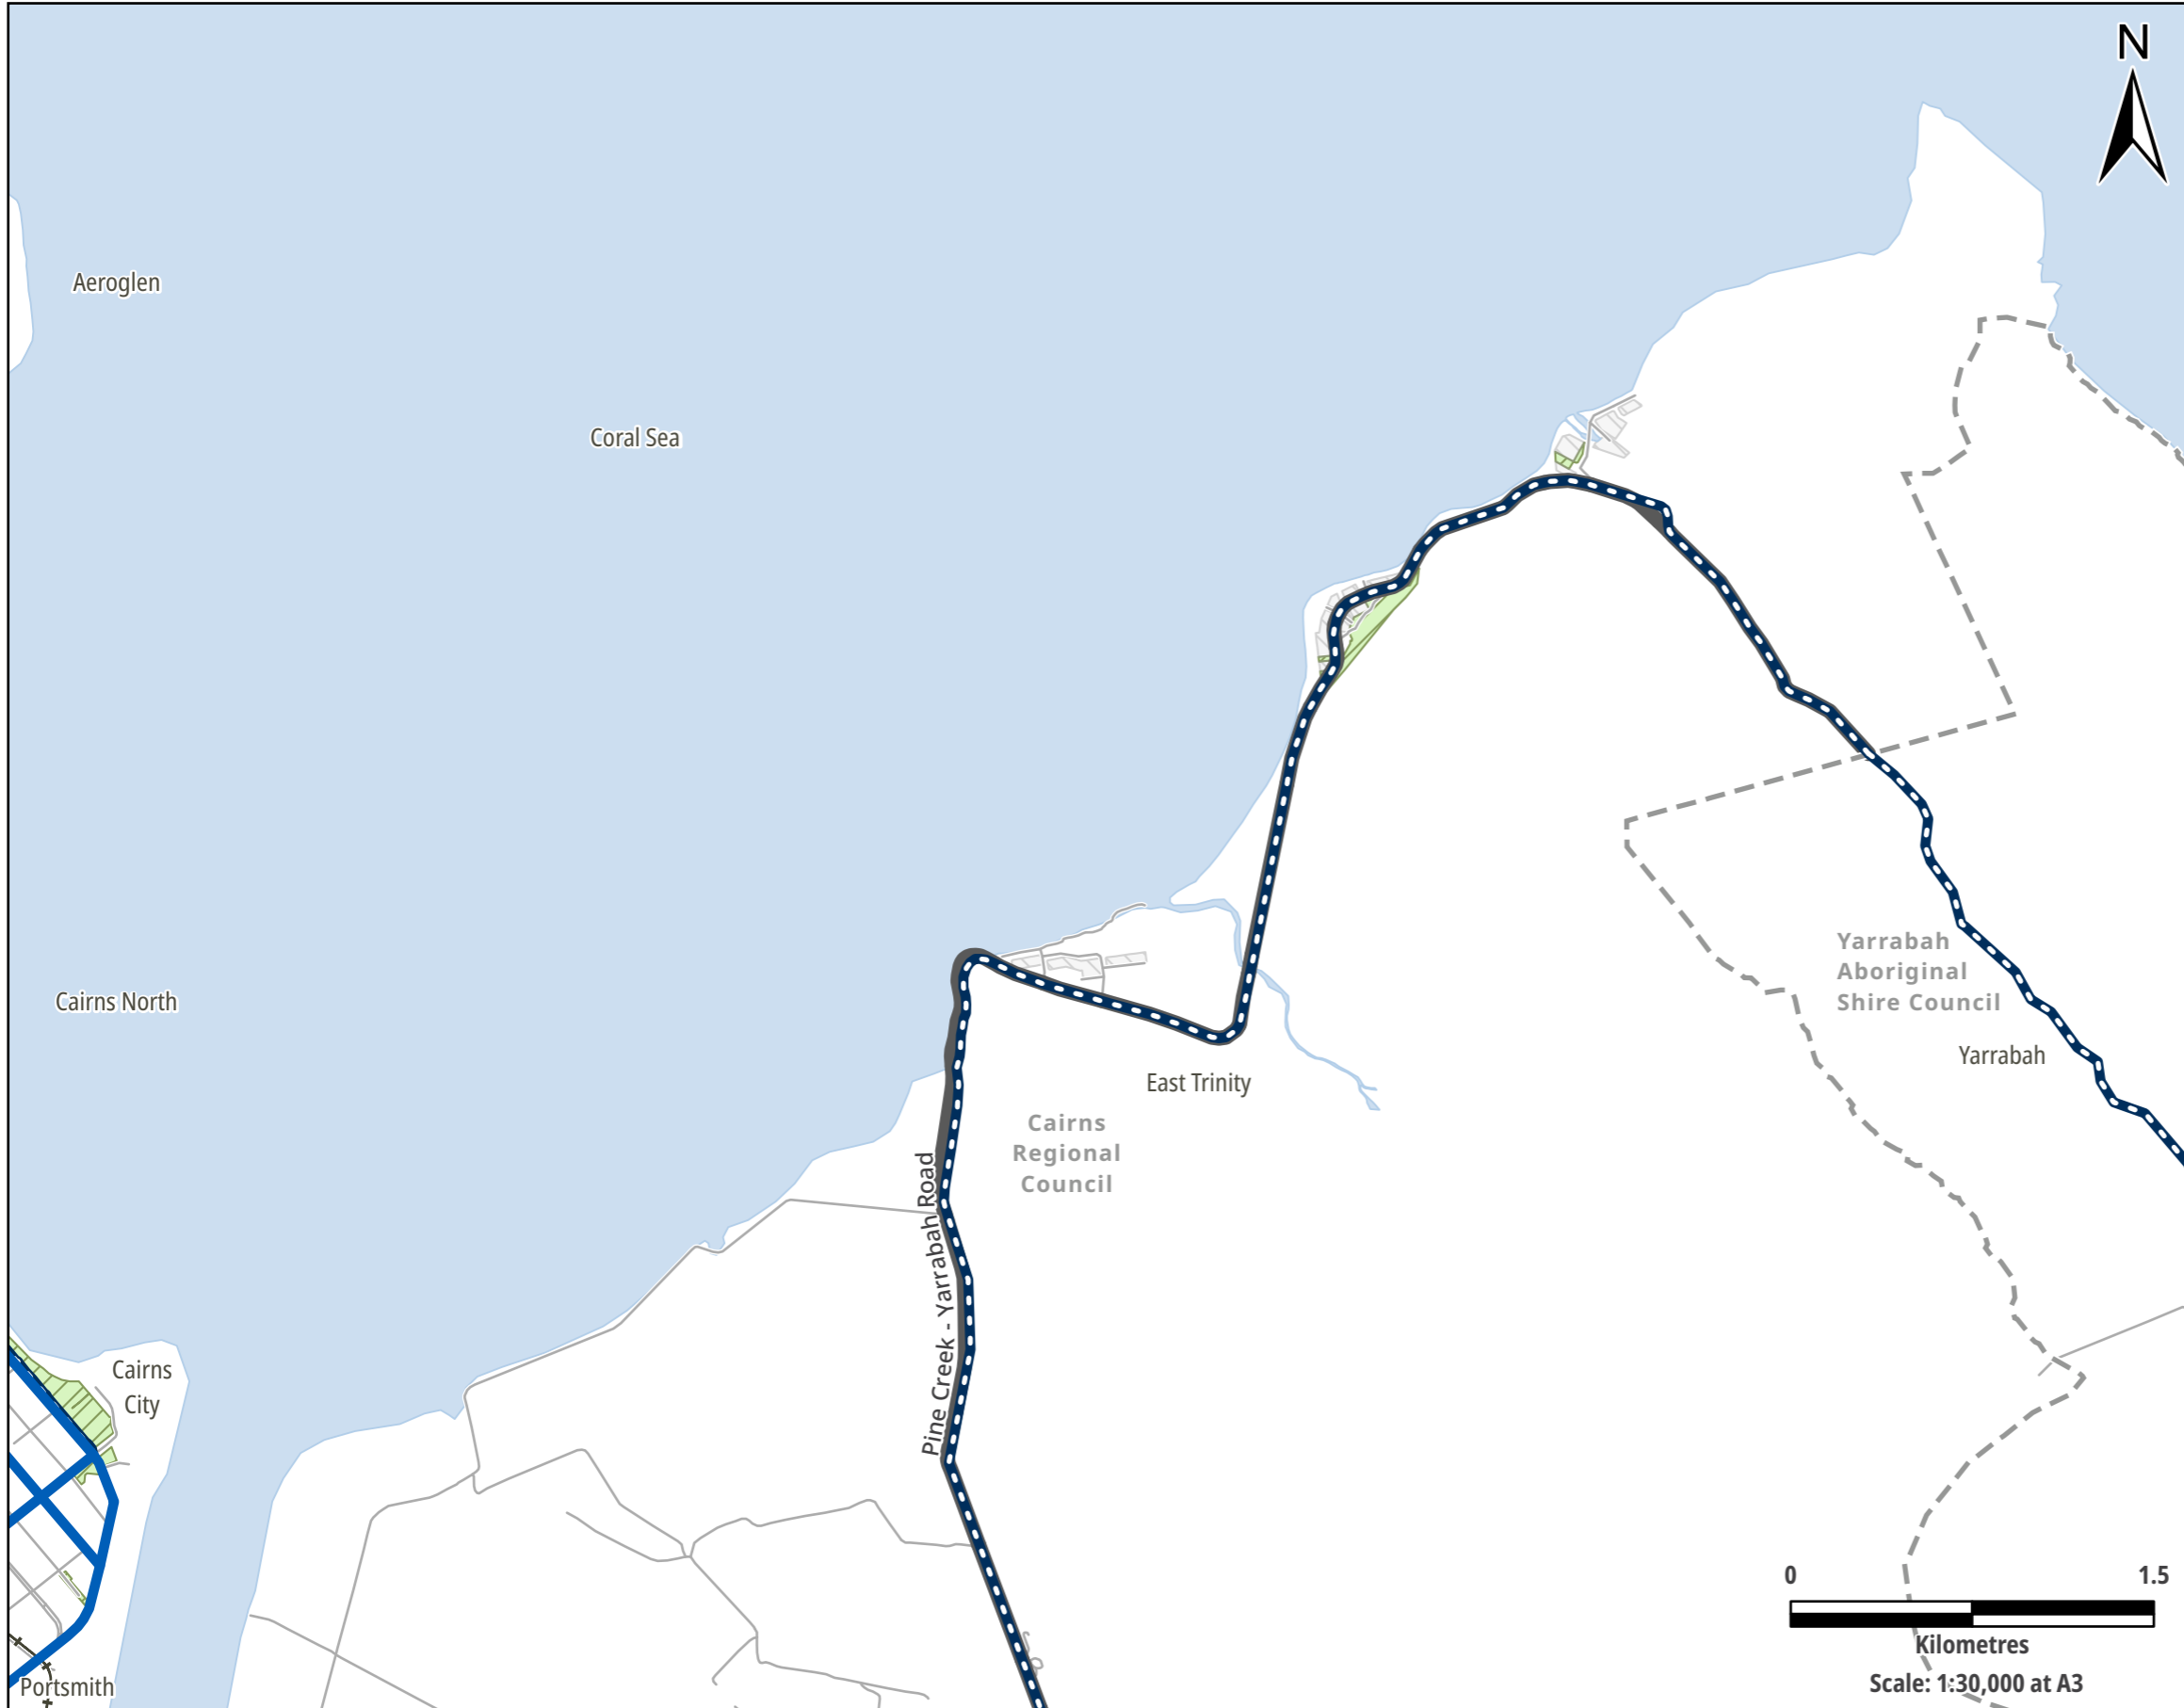 N
Aeroglen
Coral Sea
Cairns North
Yarrabah
Aboriginal
Shire Council
Yarrabah
East Trinity
Cairns
Regional
Council
Pine Creek - Yarrabah Road
Cairns
City
Portsmith
0 1.5
Kilometres
Scale: 1:30,000 at A3